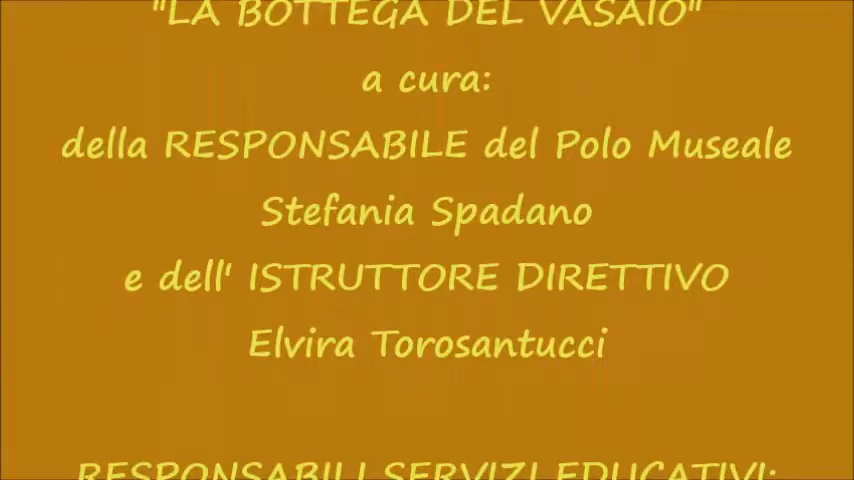 "LA BOTTEGA DEL VASAIO"
a cura:
della RESPONSABILE del Polo Museale
Stefania Spadano
e dell' ISTRUTTORE DIRETTIVO
Elvira Torosantucci
RESPONSABILI SERVIZI EDUCATIVI: